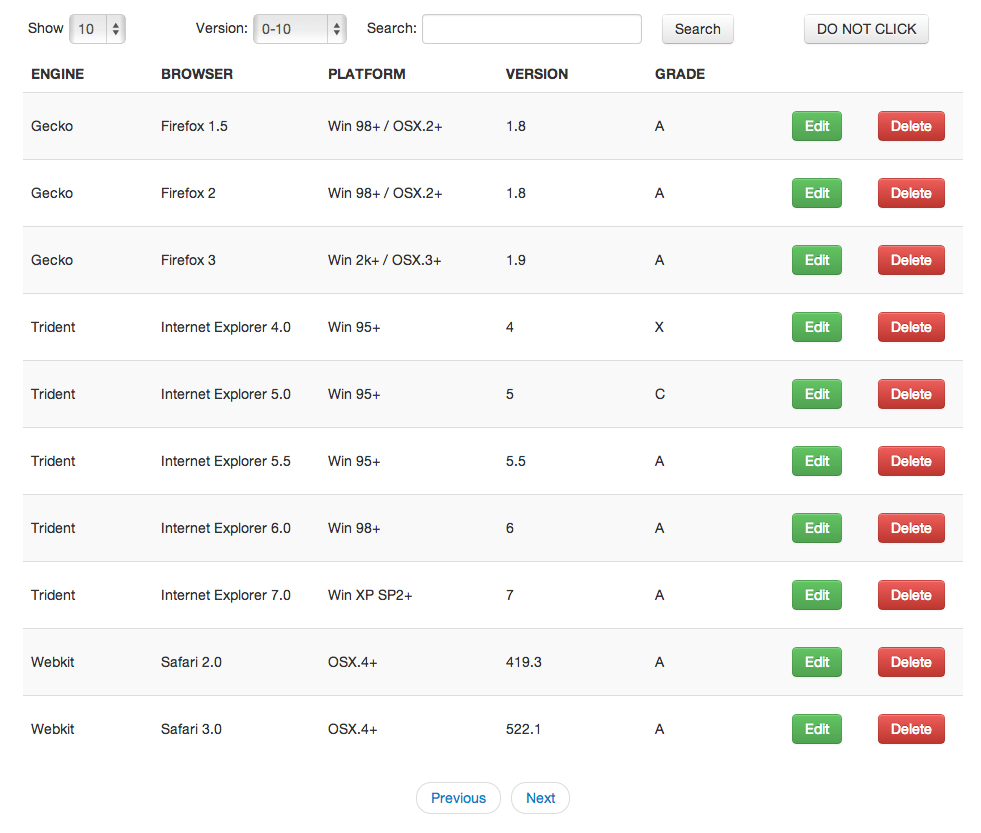 Show 10 Version: 0-10 Search: Search DO NOT CLICK
ENGINE BROWSER PLATFORM VERSION GRADE
Gecko Firefox 1.5 Win 98+ / OSX.2+ 1.8 A Edit Delete
Gecko Firefox 2 Win 98+ / OSX.2+ 1.8 A Edit Delete
Gecko Firefox 3 Win 2k+ / OSX.3+ 1.9 A Edit Delete
Trident Internet Explorer 4.0 Win 95+ 4 X Edit Delete
Trident Internet Explorer 5.0 Win 95+ 5 C Edit Delete
Trident Internet Explorer 5.5 Win 95+ 5.5 A Edit Delete
Trident Internet Explorer 6.0 Win 98+ 6 A Edit Delete
Trident Internet Explorer 7.0 Win XP SP2+ 7 A Edit Delete
Webkit Safari 2.0 OSX.4+ 419.3 A Edit Delete
Webkit Safari 3.0 OSX.4+ 522.1 A Edit Delete
Previous Next